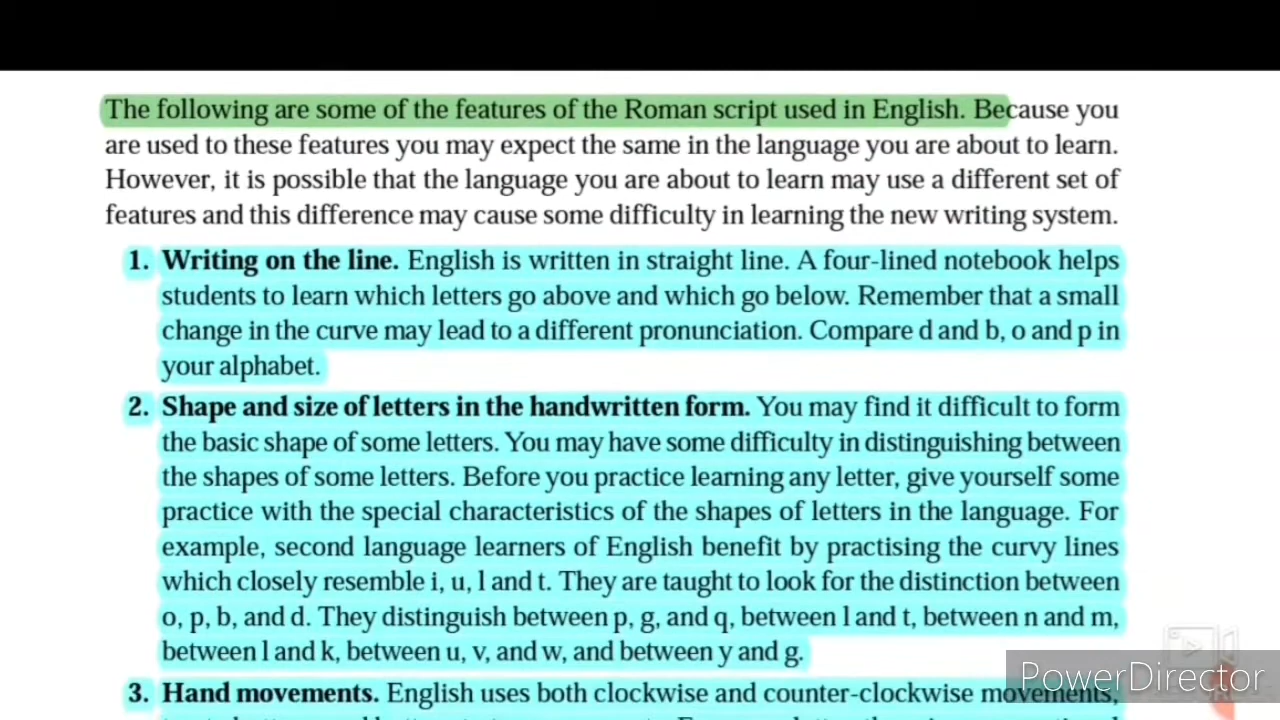 The following are some of the features of the Roman script used in English. Because you
are used to these features you may expect the same in the language you are about to learn.
However, it is possible that the language you are about to learn may use a different set of
features and this difference may cause some difficulty in learning the new writing system.
1. Writing on the line. English is written in straight line. A four-lined notebook helps
students to learn which letters go above and which go below. Remember that a small
change in the curve may lead to a different pronunciation. Compare d and b, o and p in
your alphabet.
2. Shape and size of letters in the handwritten form. You may find it difficult to form
the basic shape of some letters. You may have some difficulty in distinguishing between
the shapes of some letters. Before you practice learning any letter, give yourself some
practice with the special characteristics of the shapes of letters in the language. For
example, second language learners of English benefit by practising the curvy lines
which closely resemble i, u, l and t. They are taught to look for the distinction between
o, p, b, and d. They distinguish between p, g, and q, between l and t, between n and m,
between l and k, between u, v, and w, and between y and g.
PowerDirector
3. Hand movements. English uses both clockwise and counter-clockwise movements,